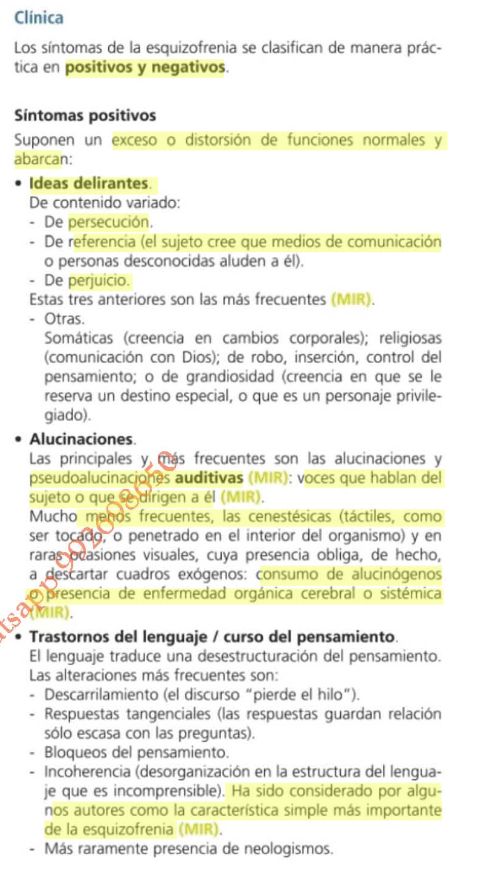 Clínica
Los síntomas de la esquizofrenia se clasifican de manera prác-
tica en positivos y negativos.
Síntomas positivos
Suponen un exceso o distorsión de funciones normales y
abarcan:
• Ideas delirantes.
De contenido variado:
- De persecución.
- De referencia (el sujeto cree que medios de comunicación
o personas desconocidas aluden a él).
- De perjuicio.
Estas tres anteriores son las más frecuentes (MIR).
- Otras.
Somáticas (creencia en cambios corporales); religiosas
(comunicación con Dios); de robo, inserción, control del
pensamiento; o de grandiosidad (creencia en que se le
reserva un destino especial, o que es un personaje privile-
giado).
• Alucinaciones.
Las principales y más frecuentes son las alucinaciones y
pseudoalucinaciones auditivas (MIR): voces que hablan del
sujeto o que se dirigen a él (MIR).
Mucho menos frecuentes, las cenestésicas (táctiles, como
ser tocado, o penetrado en el interior del organismo) y en
raras ocasiones visuales, cuya presencia obliga, de hecho,
a descartar cuadros exógenos: consumo de alucinógenos
o presencia de enfermedad orgánica cerebral o sistémica
(MIR).
• Trastornos del lenguaje / curso del pensamiento.
El lenguaje traduce una desestructuración del pensamiento.
Las alteraciones más frecuentes son:
- Descarrilamiento (el discurso "pierde el hilo").
- Respuestas tangenciales (las respuestas guardan relación
sólo escasa con las preguntas).
- Bloqueos del pensamiento.
- Incoherencia (desorganización en la estructura del lengua-
je que es incomprensible). Ha sido considerado por algu-
nos autores como la característica simple más importante
de la esquizofrenia (MIR).
- Más raramente presencia de neologismos.